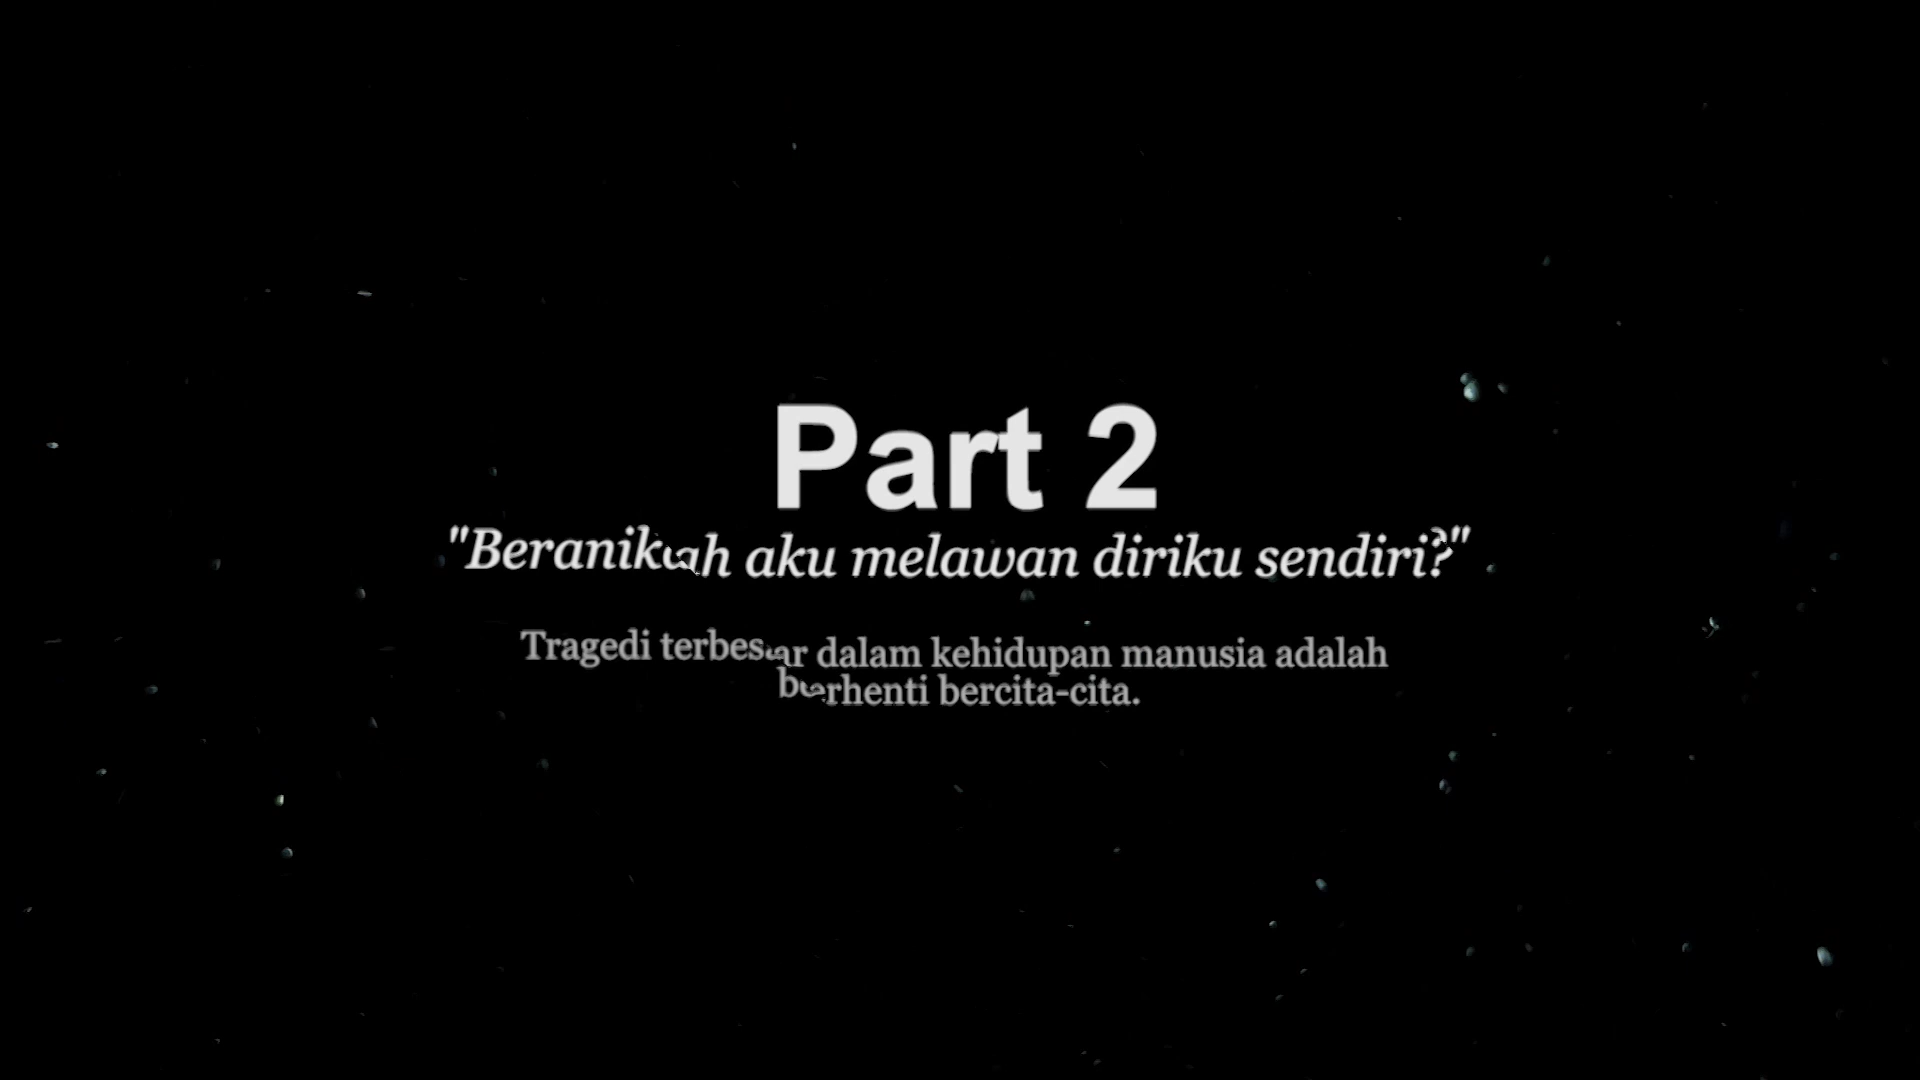 Part 2
"Beranikah aku melawan diriku sendiri?"
Tragedi terbesar dalam kehidupan manusia adalah
berhenti bercita-cita.